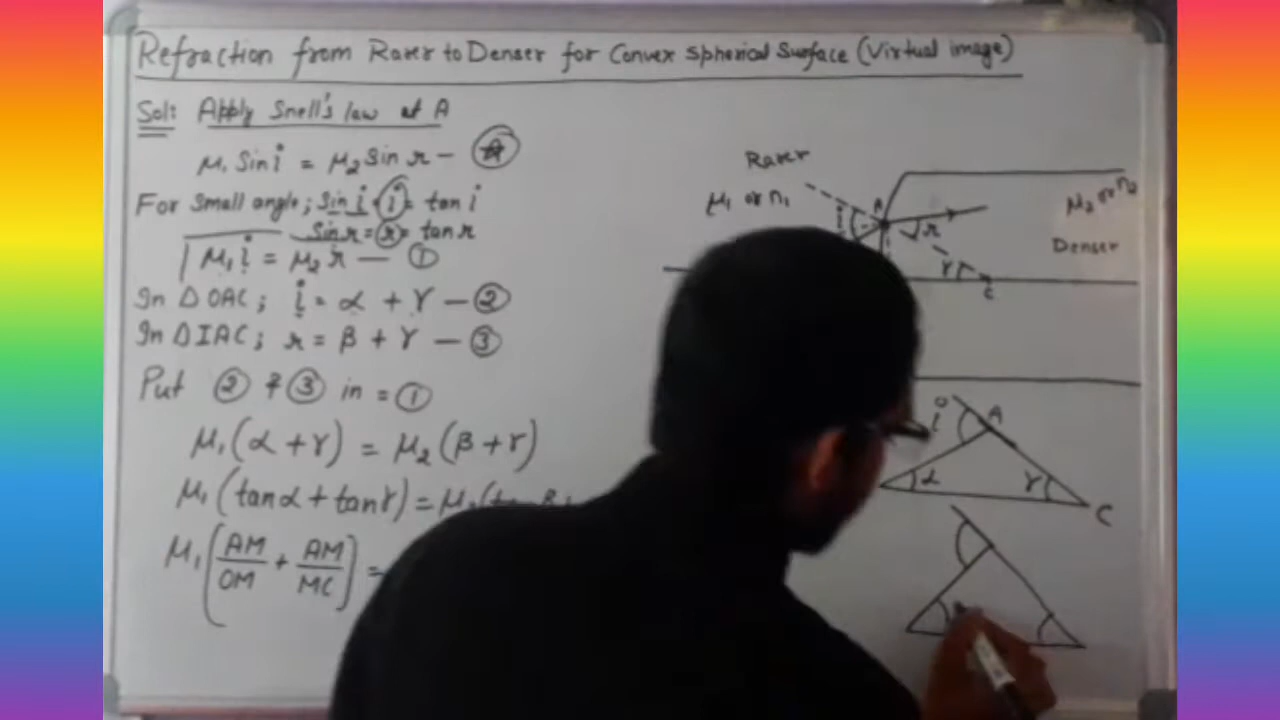 Refraction from Rarer to Denser for Convex Spherical Surface (Virtual image)
Sol: Apply Snell's law at A
μ₁ Sin i = μ₂ Sin r –
For small angle; Sin i = i = tan i
Sin r = r = tan r
μ₁ i = μ₂ r — ①
In △OAC; i = α + γ — ②
In △IAC; r = β + γ — ③
Put ② & ③ in = ①
μ₁(α + γ) = μ₂(β + γ)
μ₁(tanα + tanγ) = μ₂(
μ₁[AM/OM + AM/MC] =
Rarer
μ₁ or n₁
A
i
r
γ
C
μ₂ or n₂
Denser
i
A
α
γ
C